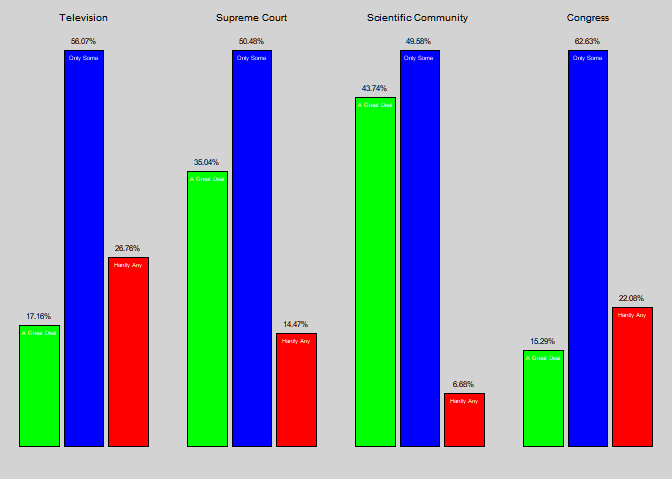 Television
Supreme Court
Scientific Community
Congress
56.07%
Only Some
17.16%
A Great Deal
26.76%
Hardly Any
50.48%
Only Some
35.04%
A Great Deal
14.47%
Hardly Any
49.58%
Only Some
43.74%
A Great Deal
6.68%
Hardly Any
62.63%
Only Some
15.29%
A Great Deal
22.08%
Hardly Any